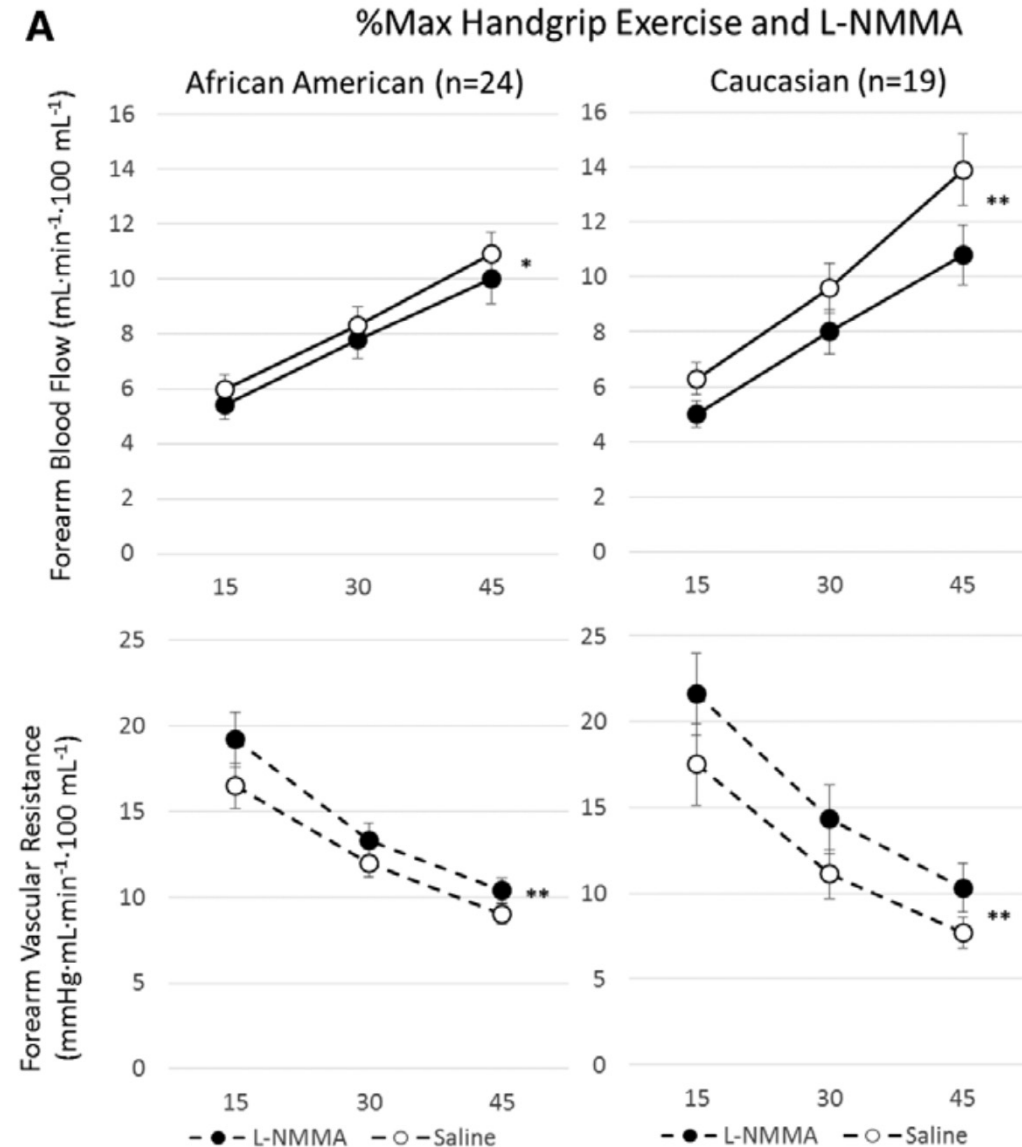 A
%Max Handgrip Exercise and L-NMMA
African American (n=24)
Caucasian (n=19)
Forearm Blood Flow (mL·min⁻¹·100 mL⁻¹)
16
14
12
10
8
6
4
2
0
*
15 30 45
16
14
12
10
8
6
4
2
0
**
15 30 45
Forearm Vascular Resistance
(mmHg·mL·min⁻¹·100 mL⁻¹)
25
20
15
10
5
0
**
15 30 45
L-NMMA Saline
25
20
15
10
5
0
**
15 30 45
L-NMMA Saline